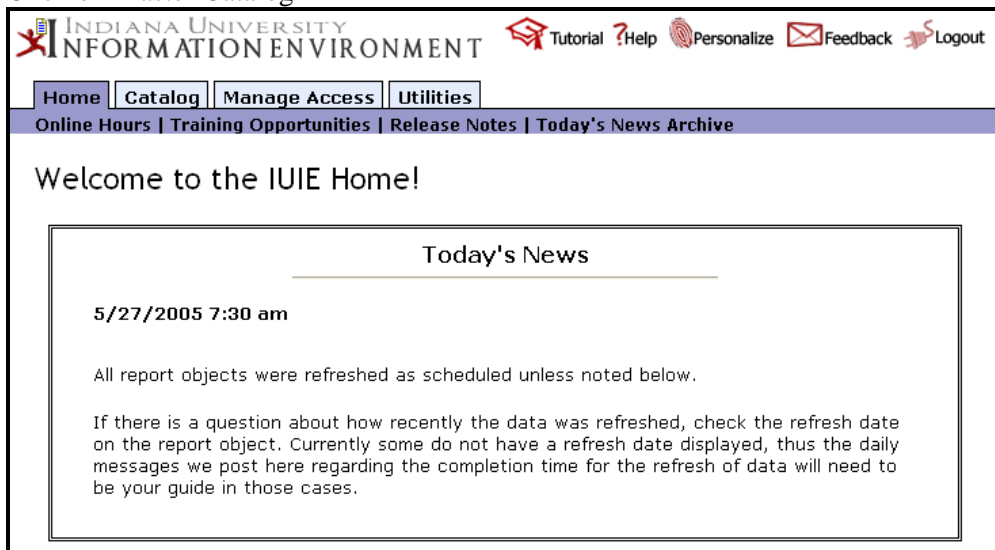 INDIANA UNIVERSITY
INFORMATION ENVIRONMENT
Tutorial ?Help Personalize Feedback Logout
Home Catalog Manage Access Utilities
Online Hours | Training Opportunities | Release Notes | Today's News Archive
Welcome to the IUIE Home!
Today's News
5/27/2005 7:30 am
All report objects were refreshed as scheduled unless noted below.
If there is a question about how recently the data was refreshed, check the refresh date
on the report object. Currently some do not have a refresh date displayed, thus the daily
messages we post here regarding the completion time for the refresh of data will need to
be your guide in those cases.